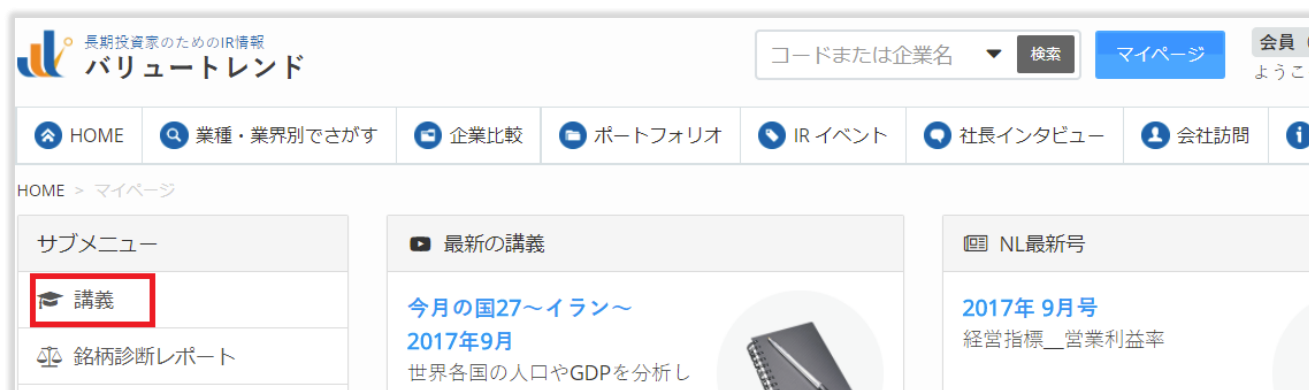 長期投資家のためのIR情報
バリュートレンド
コードまたは企業名
検索
マイページ
会員
ようこ
HOME
業種・業界別でさがす
企業比較
ポートフォリオ
IR イベント
社長インタビュー
会社訪問
HOME > マイページ
サブメニュー
講義
銘柄診断レポート
最新の講義
今月の国27~イラン~
2017年9月
世界各国の人口やGDPを分析し
NL最新号
2017年 9月号
経営指標__営業利益率